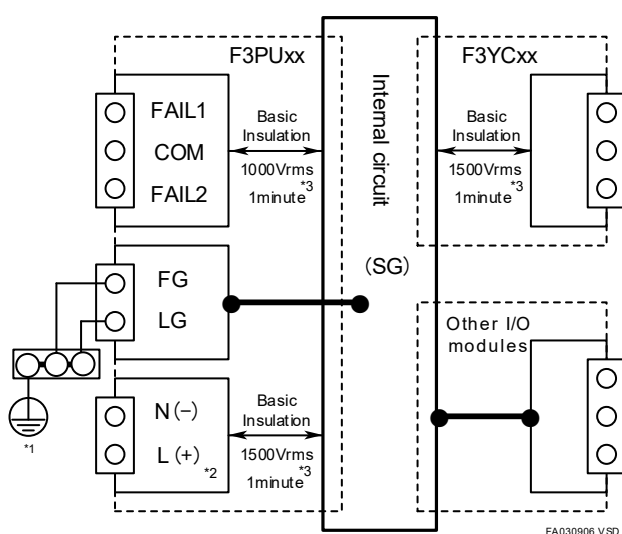 F3PUxx
FAIL1
COM
FAIL2
Basic
Insulation
1000Vrms
1minute*3
FG
LG
*1
N(-)
L(+)
*2
Basic
Insulation
1500Vrms
1minute*3
Internal circuit
(SG)
F3YCxx
Basic
Insulation
1500Vrms
1minute*3
Other I/O
modules
FA030906.VSD